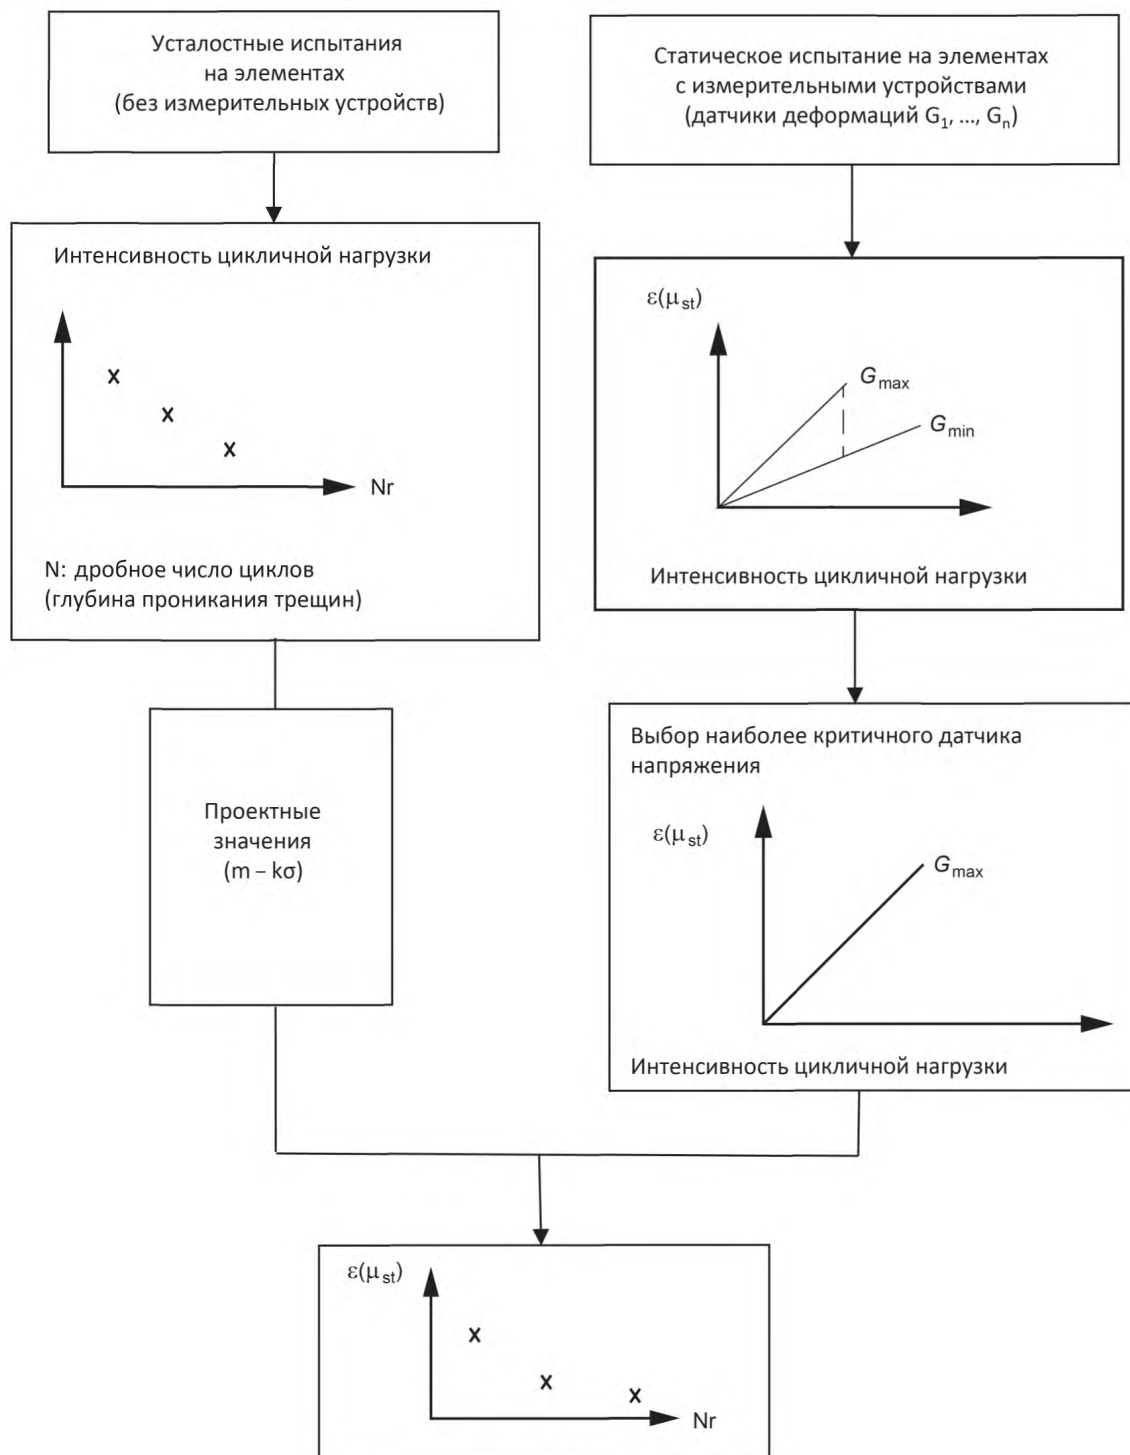 Усталостные испытания
на элементах
(без измерительных устройств)
Статическое испытание на элементах
с измерительными устройствами
(датчики деформаций G₁, ..., Gₙ)
Интенсивность цикличной нагрузки
x
x
x
Nr
N: дробное число циклов
(глубина проникания трещин)
ε(μst)
Gmax
Gmin
Интенсивность цикличной нагрузки
Проектные
значения
(m – kσ)
Выбор наиболее критичного датчика
напряжения
ε(μst)
Gmax
Интенсивность цикличной нагрузки
ε(μst)
x
x
x
Nr